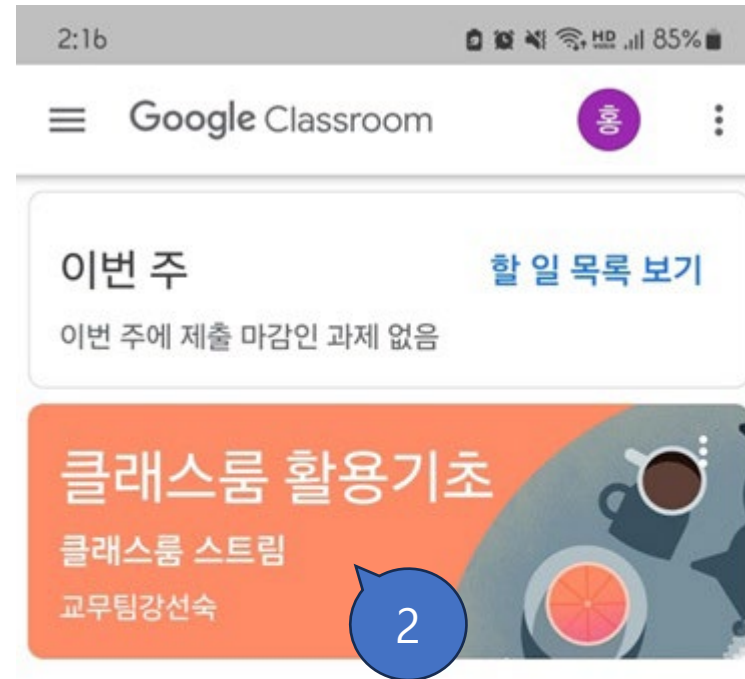 2:16 HD 85%
Google Classroom 홍
이번 주 할 일 목록 보기
이번 주에 제출 마감인 과제 없음
클래스룸 활용기초
클래스룸 스트림
교무팀강선숙
2